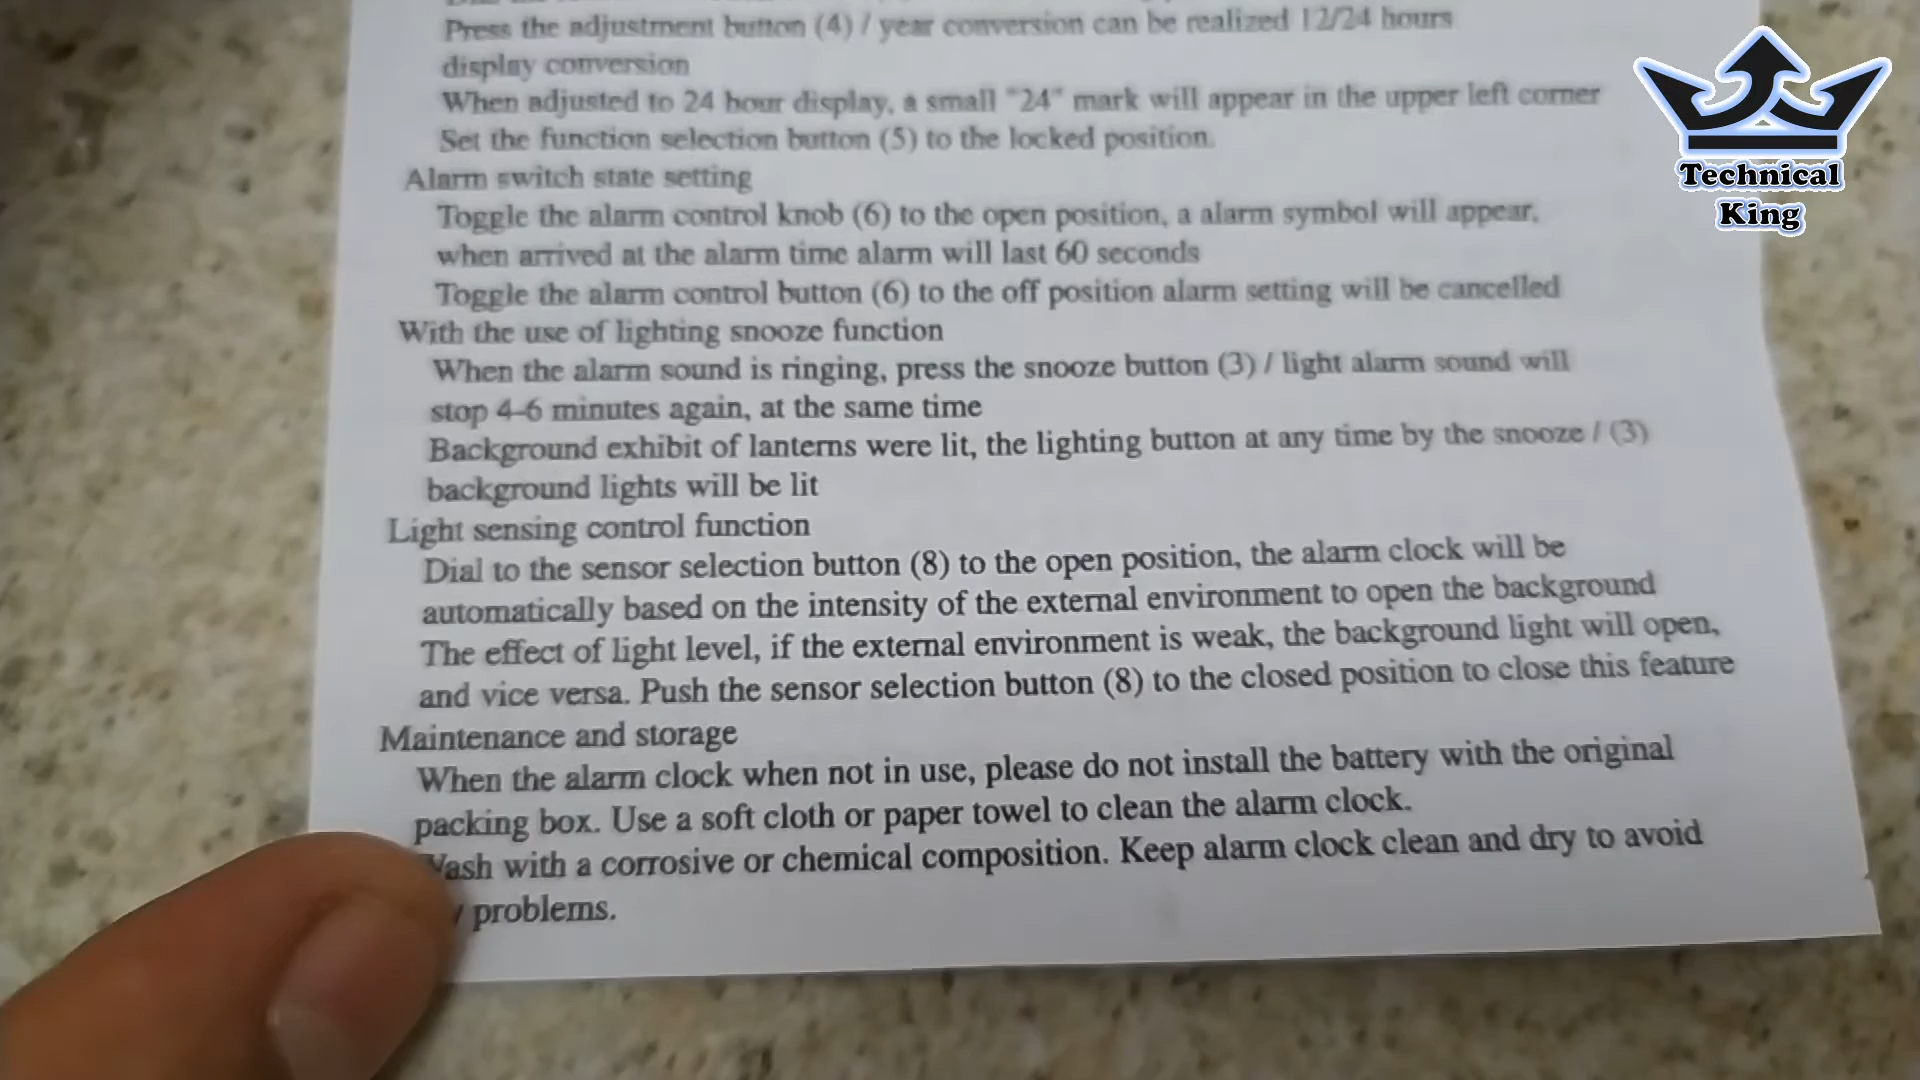 Press the adjustment button (4) / year conversion can be realized 12/24 hours
display conversion
When adjusted to 24 hour display, a small "24" mark will appear in the upper left corner
Set the function selection button (5) to the locked position.
Alarm switch state setting
Toggle the alarm control knob (6) to the open position, a alarm symbol will appear,
when arrived at the alarm time alarm will last 60 seconds
Toggle the alarm control button (6) to the off position alarm setting will be cancelled
With the use of lighting snooze function
When the alarm sound is ringing, press the snooze button (3) / light alarm sound will
stop 4-6 minutes again, at the same time
Background exhibit of lanterns were lit, the lighting button at any time by the snooze / (3)
background lights will be lit
Light sensing control function
Dial to the sensor selection button (8) to the open position, the alarm clock will be
automatically based on the intensity of the external environment to open the background
The effect of light level, if the external environment is weak, the background light will open,
and vice versa. Push the sensor selection button (8) to the closed position to close this feature
Maintenance and storage
When the alarm clock when not in use, please do not install the battery with the original
packing box. Use a soft cloth or paper towel to clean the alarm clock.
Wash with a corrosive or chemical composition. Keep alarm clock clean and dry to avoid
problems.
Technical
King